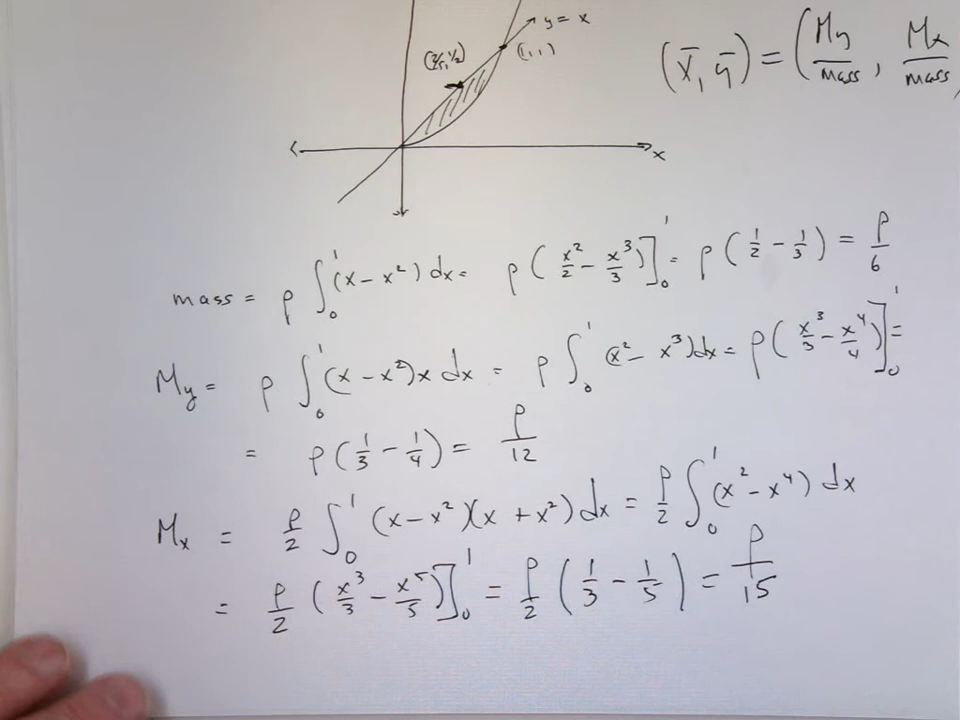 y = x
(2/5, 1/2)
(1,1)
(x̄, ȳ) = (My/mass, Mx/mass,
x
mass = ρ ∫₀¹ (x - x²) dx = ρ (x²/2 - x³/3)]₀¹ = ρ (1/2 - 1/3) = ρ/6
My = ρ ∫₀¹ (x - x²)x dx = ρ ∫₀¹ (x² - x³)dx = ρ(x³/3 - x⁴/4)]₀¹ =
= ρ(1/3 - 1/4) = ρ/12
Mx = ρ/2 ∫₀¹ (x - x²)(x + x²) dx = ρ/2 ∫₀¹ (x² - x⁴) dx
= ρ/2 (x³/3 - x⁵/5)]₀¹ = ρ/2 (1/3 - 1/5) = ρ/15